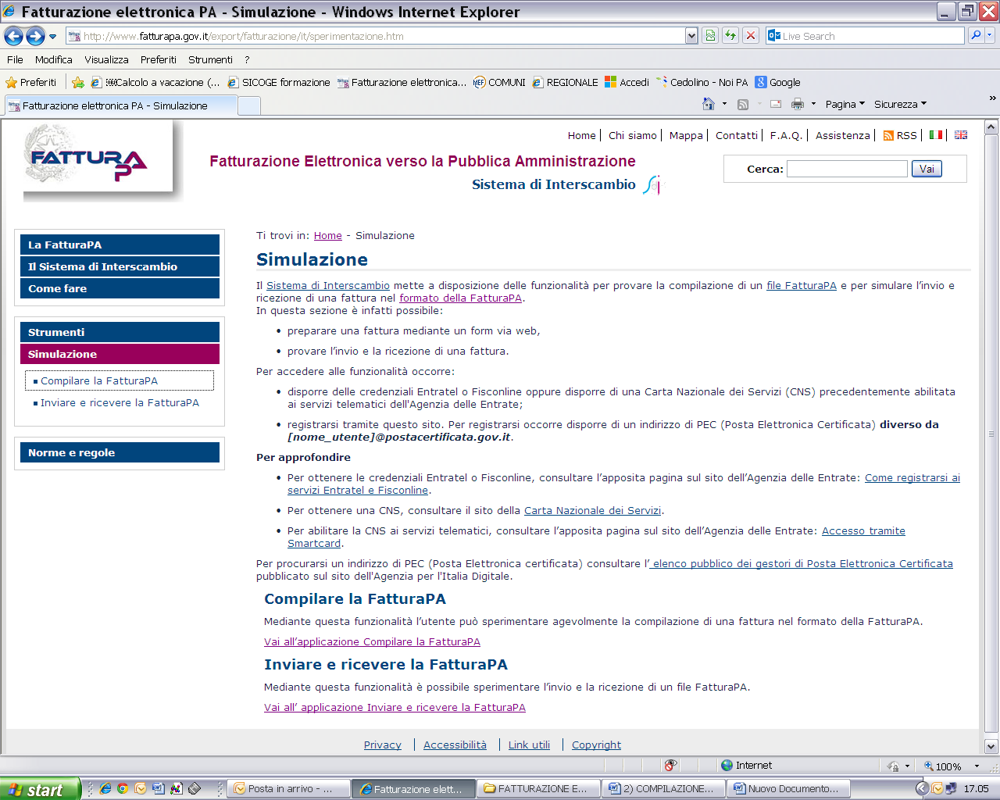 Fatturazione elettronica PA - Simulazione - Windows Internet Explorer
http://www.fatturapa.gov.it/export/fatturazione/it/sperimentazione.htm
Live Search
File Modifica Visualizza Preferiti Strumenti ?
Preferiti Calcolo a vacazione (... SICOGE formazione Fatturazione elettronica... COMUNI REGIONALE Accedi Cedolino - Noi PA Google
Fatturazione elettronica PA - Simulazione
Pagina Sicurezza »
FATTURA PA
Home Chi siamo Mappa Contatti F.A.Q. Assistenza RSS
Fatturazione Elettronica verso la Pubblica Amministrazione
Sistema di Interscambio
Cerca: Vai
La FatturaPA
Il Sistema di Interscambio
Come fare
Strumenti
Simulazione
Compilare la FatturaPA
Inviare e ricevere la FatturaPA
Norme e regole
Ti trovi in: Home - Simulazione
Simulazione
Il Sistema di Interscambio mette a disposizione delle funzionalità per provare la compilazione di un file FatturaPA e per simulare l’invio e
ricezione di una fattura nel formato della FatturaPA.
In questa sezione è infatti possibile:
• preparare una fattura mediante un form via web,
• provare l’invio e la ricezione di una fattura.
Per accedere alle funzionalità occorre:
• disporre delle credenziali Entratel o Fisconline oppure disporre di una Carta Nazionale dei Servizi (CNS) precedentemente abilitata
ai servizi telematici dell'Agenzia delle Entrate;
• registrarsi tramite questo sito. Per registrarsi occorre disporre di un indirizzo di PEC (Posta Elettronica Certificata) diverso da
[nome_utente]@postacertificata.gov.it.
Per approfondire
• Per ottenere le credenziali Entratel o Fisconline, consultare l’apposita pagina sul sito dell’Agenzia delle Entrate: Come registrarsi ai
servizi Entratel e Fisconline.
• Per ottenere una CNS, consultare il sito della Carta Nazionale dei Servizi.
• Per abilitare la CNS ai servizi telematici, consultare l’apposita pagina sul sito dell’Agenzia delle Entrate: Accesso tramite
Smartcard.
Per procurarsi un indirizzo di PEC (Posta Elettronica certificata) consultare l’ elenco pubblico dei gestori di Posta Elettronica Certificata
pubblicato sul sito dell'Agenzia per l'Italia Digitale.
Compilare la FatturaPA
Mediante questa funzionalità l’utente può sperimentare agevolmente la compilazione di una fattura nel formato della FatturaPA.
Vai all’applicazione Compilare la FatturaPA
Inviare e ricevere la FatturaPA
Mediante questa funzionalità è possibile sperimentare l’invio e la ricezione di un file FatturaPA.
Vai all’ applicazione Inviare e ricevere la FatturaPA
Privacy Accessibilità Link utili Copyright
Internet 100%
start Posta in arrivo - ... Fatturazione elett... FATTURAZIONE E... 2) COMPILAZIONE... Nuovo Documento... 17.05